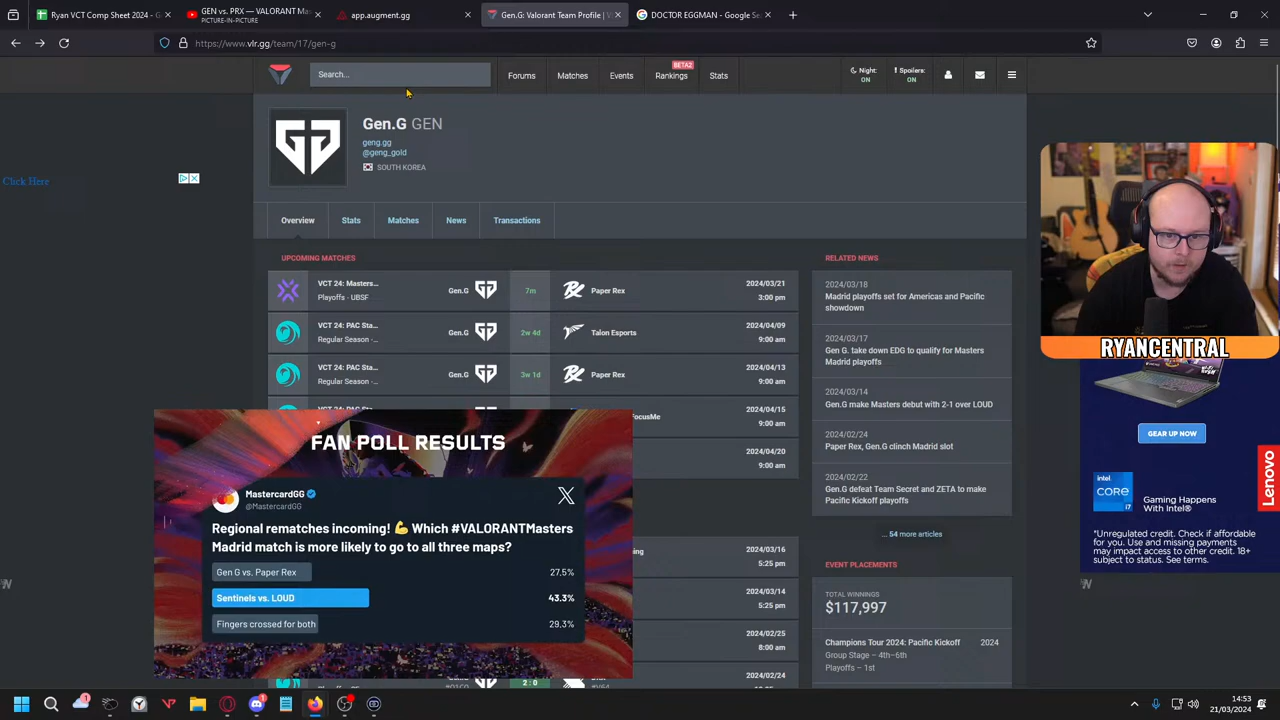 Ryan VCT Comp Sheet 2024 - G
GEN vs. PRX — VALORANT M
PICTURE-IN-PICTURE
app.augment.gg
Gen.G: Valorant Team Profile | V
DOCTOR EGGMAN - Google Se
https://www.vlr.gg/team/17/gen-g
Search...
Forums
Matches
Events
BETA2
Rankings
Stats
Night:
ON
Spoilers:
ON
Gen.G GEN
geng.gg
@geng_gold
SOUTH KOREA
Click Here
Overview
Stats
Matches
News
Transactions
UPCOMING MATCHES
VCT 24: Masters...
Playoffs - UBSF
Gen.G
7m
Paper Rex
2024/03/21
3:00 pm
VCT 24: PAC Sta...
Regular Season -...
Gen.G
2w 4d
Talon Esports
2024/04/09
9:00 am
VCT 24: PAC Sta...
Regular Season -...
Gen.G
3w 1d
Paper Rex
2024/04/13
9:00 am
VCT 24: PAC Sta...
Gen.G
FocusMe
2024/04/15
9:00 am
2024/04/20
9:00 am
2024/03/16
5:25 pm
2024/03/14
5:25 pm
2024/02/25
8:00 am
2024/02/24
2 : 0
RELATED NEWS
2024/03/18
Madrid playoffs set for Americas and Pacific
showdown
2024/03/17
Gen G. take down EDG to qualify for Masters
Madrid playoffs
2024/03/14
Gen.G make Masters debut with 2-1 over LOUD
2024/02/24
Paper Rex, Gen.G clinch Madrid slot
2024/02/22
Gen.G defeat Team Secret and ZETA to make
Pacific Kickoff playoffs
... 54 more articles
EVENT PLACEMENTS
TOTAL WINNINGS
$117,997
Champions Tour 2024: Pacific Kickoff
2024
Group Stage – 4th–6th
Playoffs – 1st
FAN POLL RESULTS
MastercardGG
@MastercardGG
Regional rematches incoming! 💪 Which #VALORANTMasters
Madrid match is more likely to go to all three maps?
Gen G vs. Paper Rex
27.5%
Sentinels vs. LOUD
43.3%
Fingers crossed for both
29.3%
RYANCENTRAL
GEAR UP NOW
intel
CORE
i7
Gaming Happens
With Intel®
Lenovo
*Unregulated credit. Check if affordable
for you. Use and missing payments
may impact access to other credit. 18+
subject to status. See terms.
14:53
21/03/2024